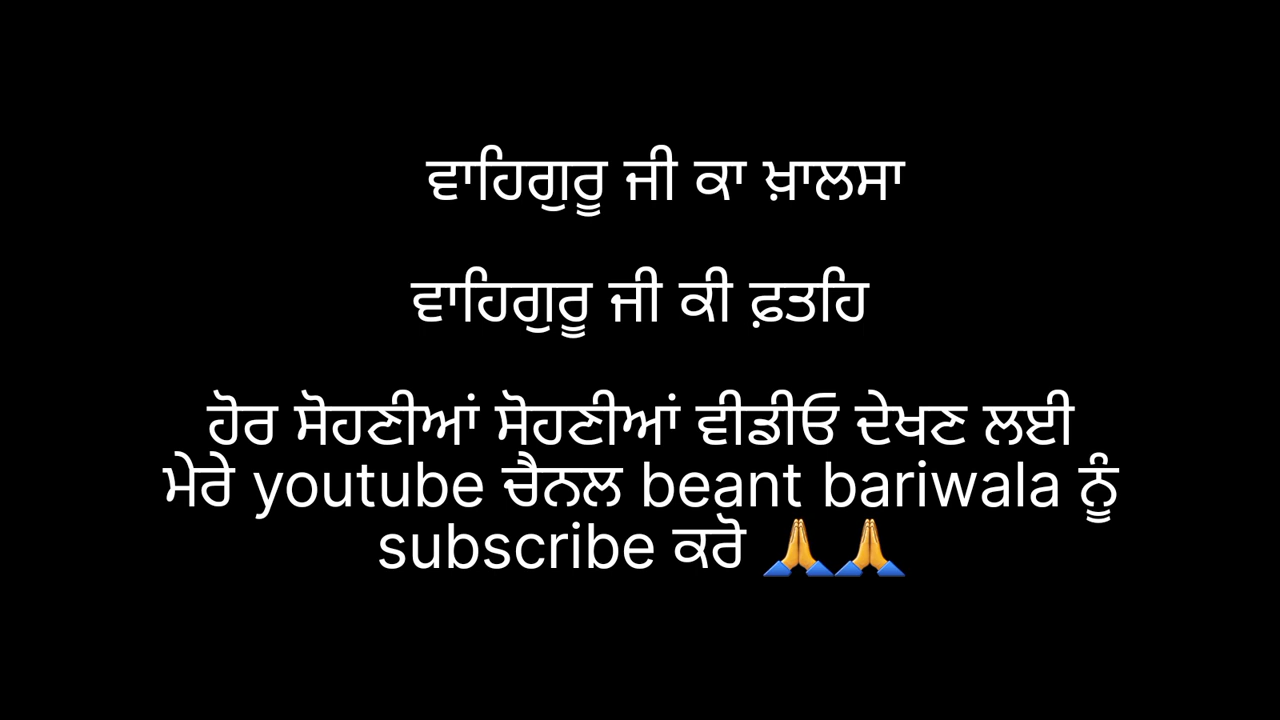 ਵਾਹਿਗੁਰੂ ਜੀ ਕਾ ਖ਼ਾਲਸਾ
ਵਾਹਿਗੁਰੂ ਜੀ ਕੀ ਫ਼ਤਹਿ
ਹੋਰ ਸੋਹਣੀਆਂ ਸੋਹਣੀਆਂ ਵੀਡੀਓ ਦੇਖਣ ਲਈ
ਮੇਰੇ youtube ਚੈਨਲ beant bariwala ਨੂੰ
subscribe ਕਰੋ 🙏🙏